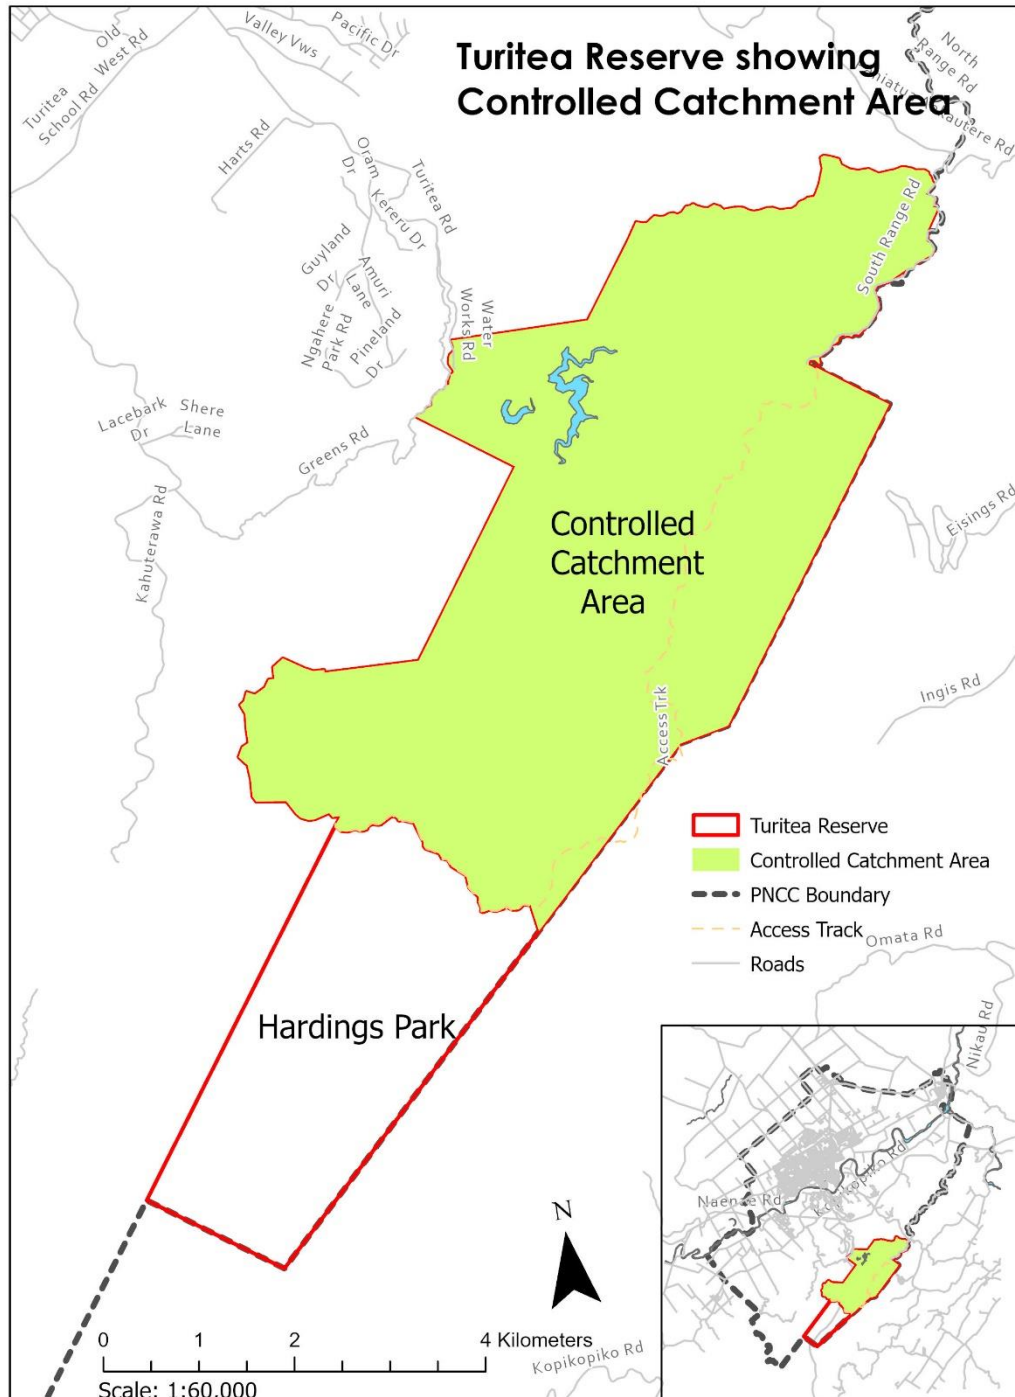 Turitea Reserve showing
Controlled Catchment Area
Old
West Rd
Turitea
School Rd
Valley Vws
Pacific Dr
North
Range Rd
Harts Rd
Oram
Dr
Kereru Dr
Turitea Rd
Guyland
Dr
Amuri
Lane
Ngahere
Park Rd
Pineland
Dr
Water
Works Rd
South Range Rd
Lacebark
Dr
Shere
Lane
Greens Rd
Kahuterawa Rd
Eisings Rd
Controlled
Catchment
Area
Ingis Rd
Access Trk
Turitea Reserve
Controlled Catchment Area
PNCC Boundary
Access Track
Roads
Omata Rd
Nikau Rd
Hardings Park
Naenae Rd
N
0 1 2 4 Kilometers
Scale: 1:60,000
Kopikopiko Rd